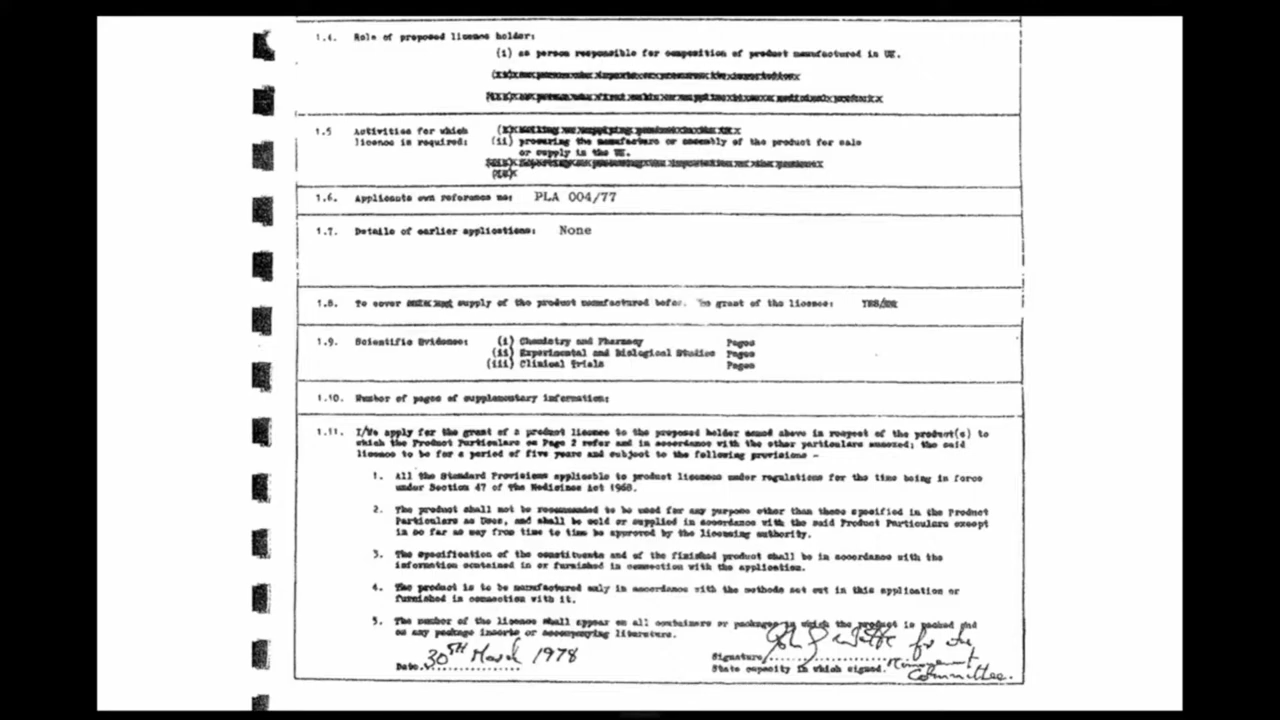 1.4. Role of proposed licence holder:
(i) as person responsible for composition of product manufactured in UK.
1.5 Activities for which
licence is required:
(ii) procuring the manufacture or assembly of the product for sale
or supply in the UK.
1.6. Applicants own reference no: PLA 004/77
1.7. Details of earlier applications: None
1.8. To cover supply of the product manufactured before grant of the licence: YES/NO
1.9. Scientific Evidence: (i) Chemistry and Pharmacy Pages
(ii) Experimental and Biological Studies Pages
(iii) Clinical Trials Pages
1.10. Number of pages of supplementary information:
1.11. I/We apply for the grant of a product licence to the proposed holder named above in respect of the product(s) to
which the Product Particulars on Page 2 refer and in accordance with the other particulars annexed; the said
licence to be for a period of five years and subject to the following provisions -
1. All the Standard Provisions applicable to product licences under regulations for the time being in force
under Section 47 of the Medicines Act 1968.
2. The product shall not be recommended to be used for any purpose other than those specified in the Product
Particulars as Uses, and shall be sold or supplied in accordance with the said Product Particulars except
in so far as may from time to time be approved by the licensing authority.
3. The specification of the constituents and of the finished product shall be in accordance with the
information contained in or furnished in connection with the application.
4. The product is to be manufactured only in accordance with the methods set out in this application or
furnished in connection with it.
5. The number of the licence shall appear on all containers or packages in which the product is packed and
on any package inserts or accompanying literature.
Date. 30TH March 1978
Signature for the
State capacity in which signed. Management
Committee.